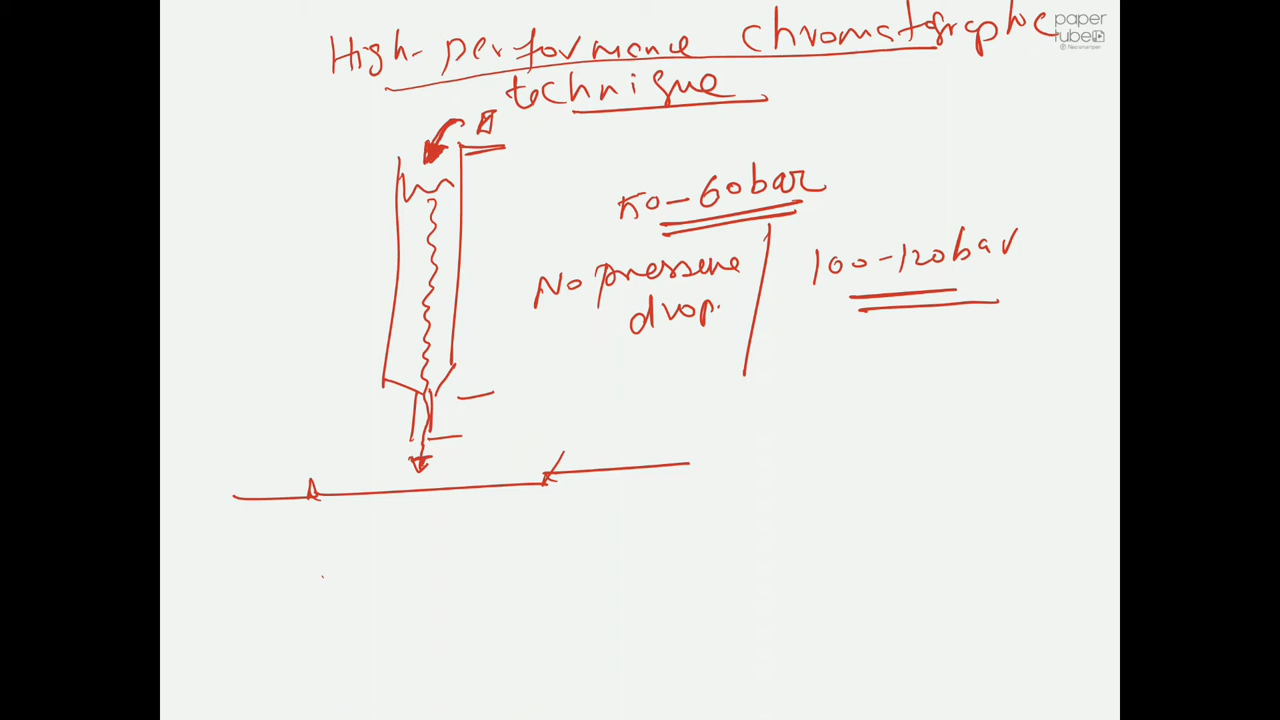 High-performance chromatographic
technique
50-60 bar
100-120 bar
No pressure
drop.
paper
tube